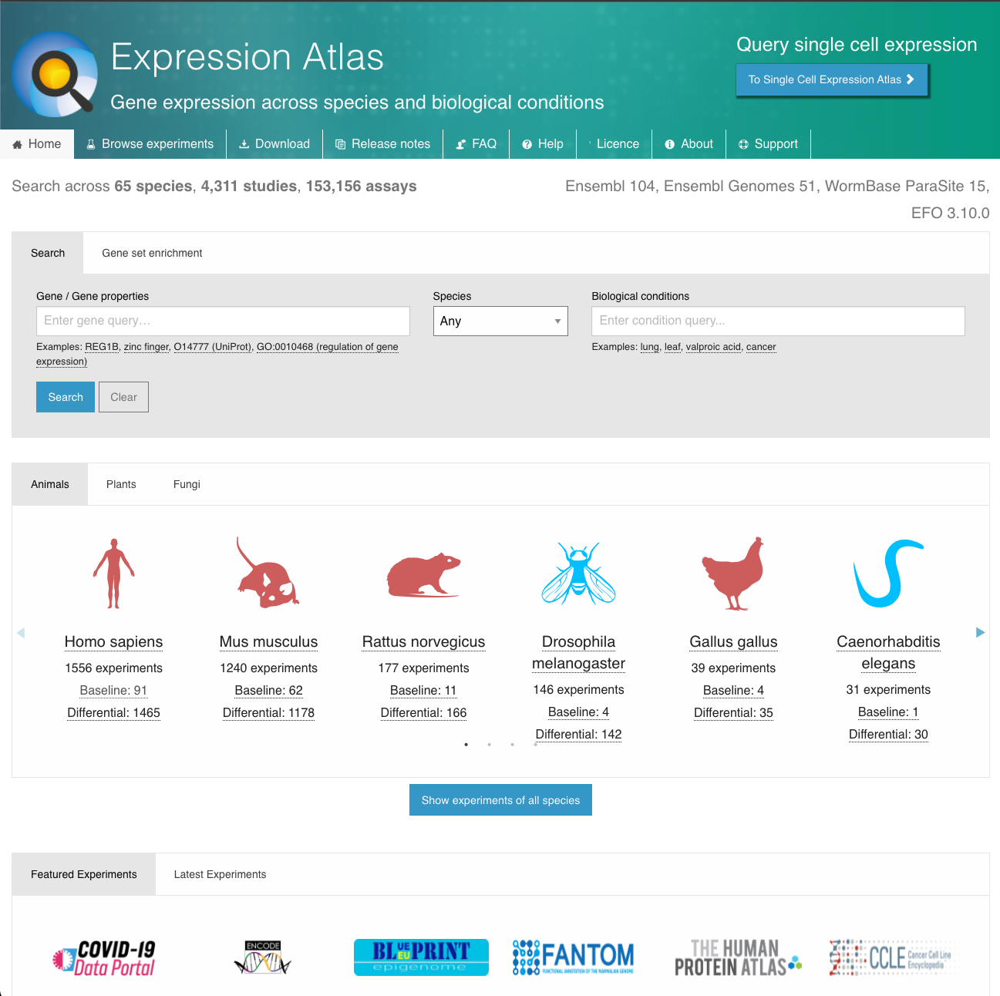 Expression Atlas
Gene expression across species and biological conditions
Query single cell expression
To Single Cell Expression Atlas
Home
Browse experiments
Download
Release notes
FAQ
Help
Licence
About
Support
Search across 65 species, 4,311 studies, 153,156 assays
Ensembl 104, Ensembl Genomes 51, WormBase ParaSite 15,
EFO 3.10.0
Search
Gene set enrichment
Gene / Gene properties
Enter gene query…
Examples: REG1B, zinc finger, O14777 (UniProt), GO:0010468 (regulation of gene
expression)
Species
Any
Biological conditions
Enter condition query...
Examples: lung, leaf, valproic acid, cancer
Search
Clear
Animals
Plants
Fungi
Homo sapiens
1556 experiments
Baseline: 91
Differential: 1465
Mus musculus
1240 experiments
Baseline: 62
Differential: 1178
Rattus norvegicus
177 experiments
Baseline: 11
Differential: 166
Drosophila
melanogaster
146 experiments
Baseline: 4
Differential: 142
Gallus gallus
39 experiments
Baseline: 4
Differential: 35
Caenorhabditis
elegans
31 experiments
Baseline: 1
Differential: 30
Show experiments of all species
Featured Experiments
Latest Experiments
COVID-19
Data Portal
ENCODE
BLUEPRINT
EU
epigenome
FANTOM
FUNCTIONAL ANNOTATION OF THE MAMMALIAN GENOME
THE HUMAN
PROTEIN ATLAS
CCLE
Cancer Cell Line
Encyclopedia